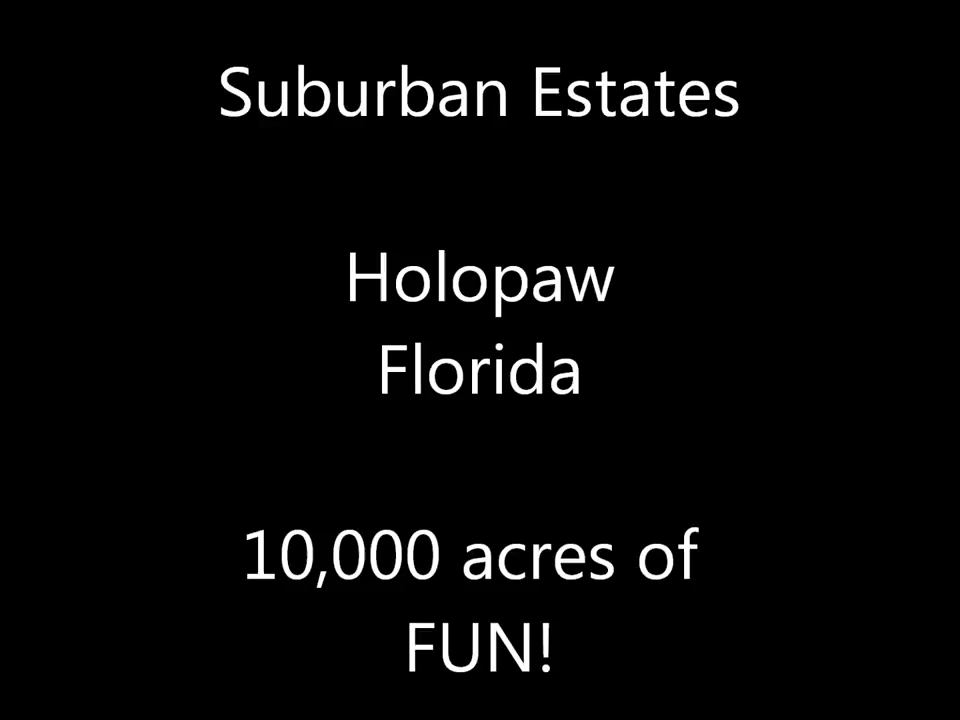 Suburban Estates
Holopaw
Florida
10,000 acres of
FUN!